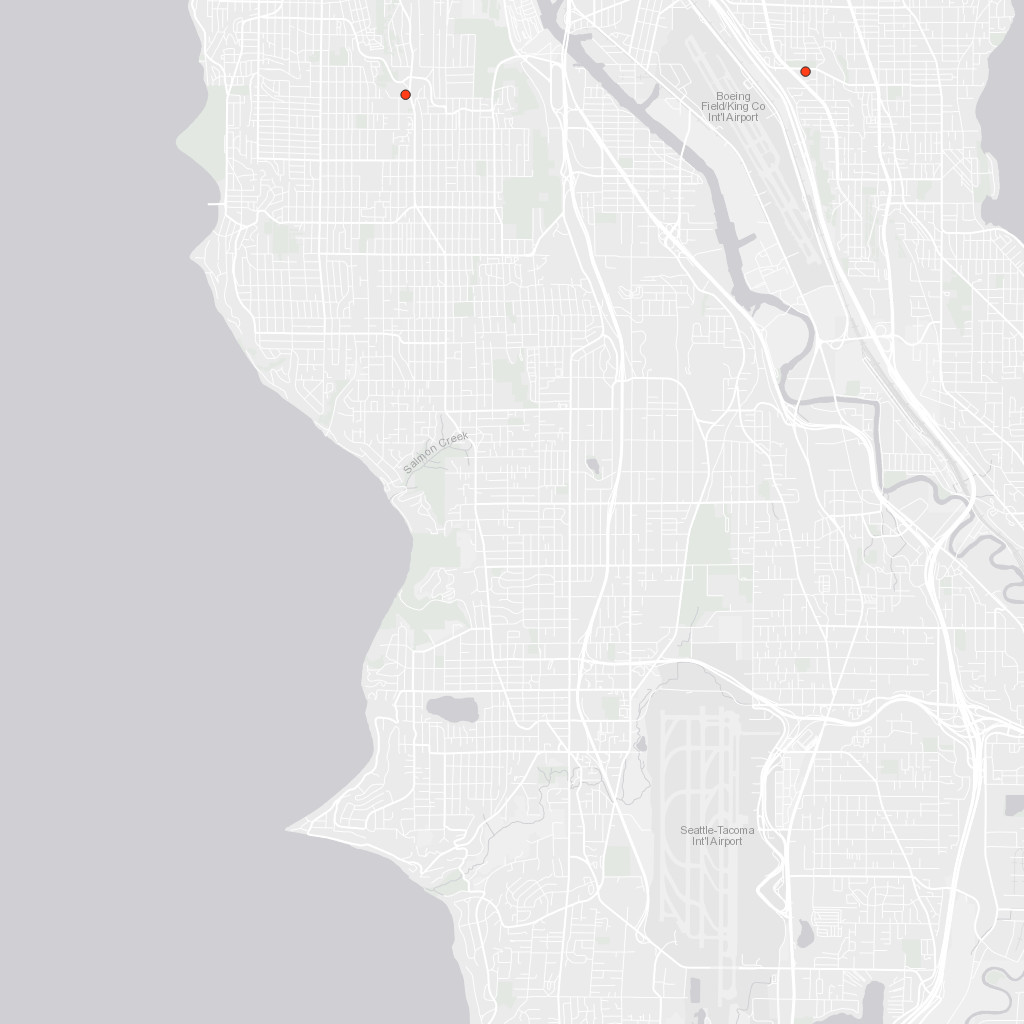 Boeing
Field/King Co
Int'l Airport
Salmon Creek
Seattle-Tacoma
Int'l Airport